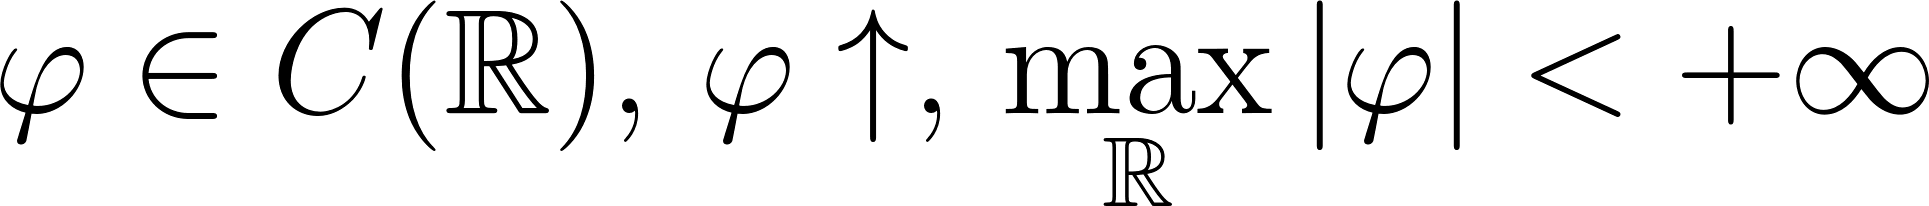 φ ∈ C(ℝ), φ ↑, max_ℝ |φ| < +∞